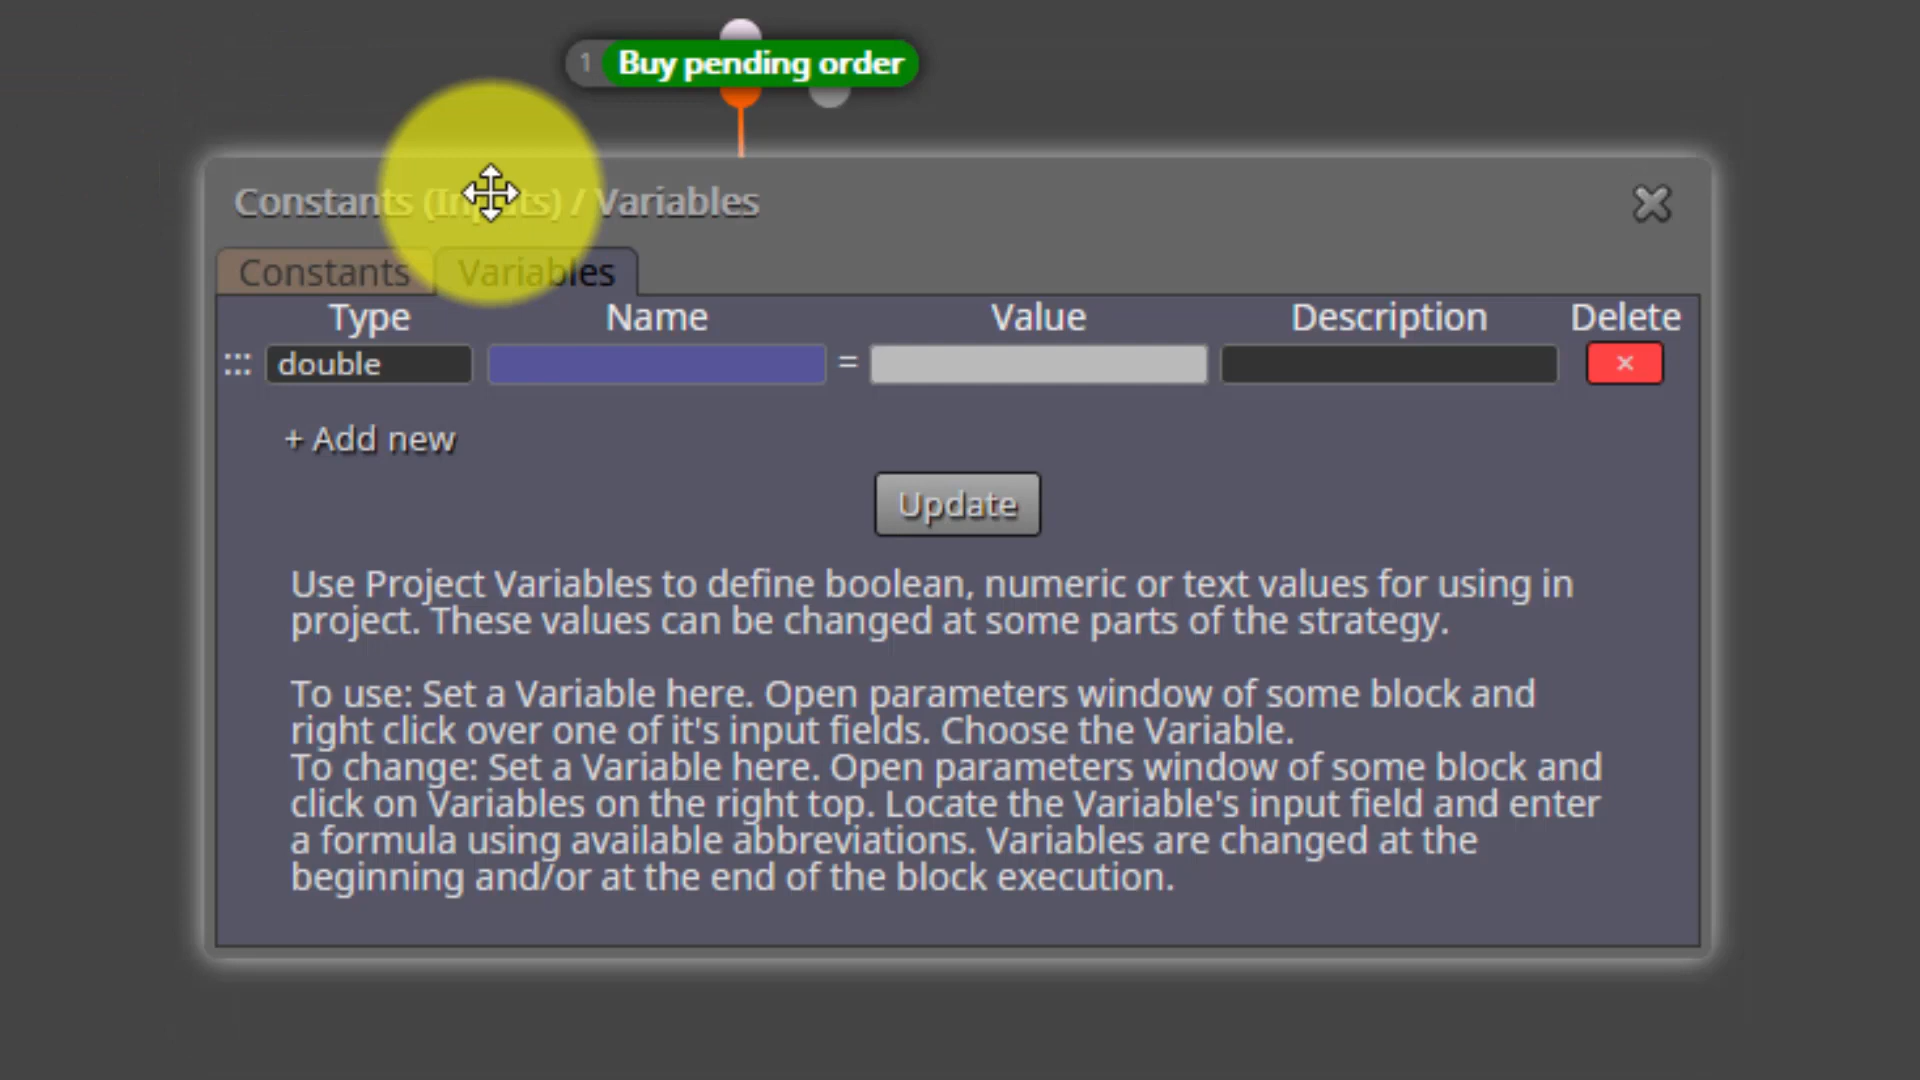 1 Buy pending order
Constants (Inputs) / Variables
Constants Variables
Type Name Value Description Delete
double =
+ Add new
Update
Use Project Variables to define boolean, numeric or text values for using in
project. These values can be changed at some parts of the strategy.
To use: Set a Variable here. Open parameters window of some block and
right click over one of it's input fields. Choose the Variable.
To change: Set a Variable here. Open parameters window of some block and
click on Variables on the right top. Locate the Variable's input field and enter
a formula using available abbreviations. Variables are changed at the
beginning and/or at the end of the block execution.